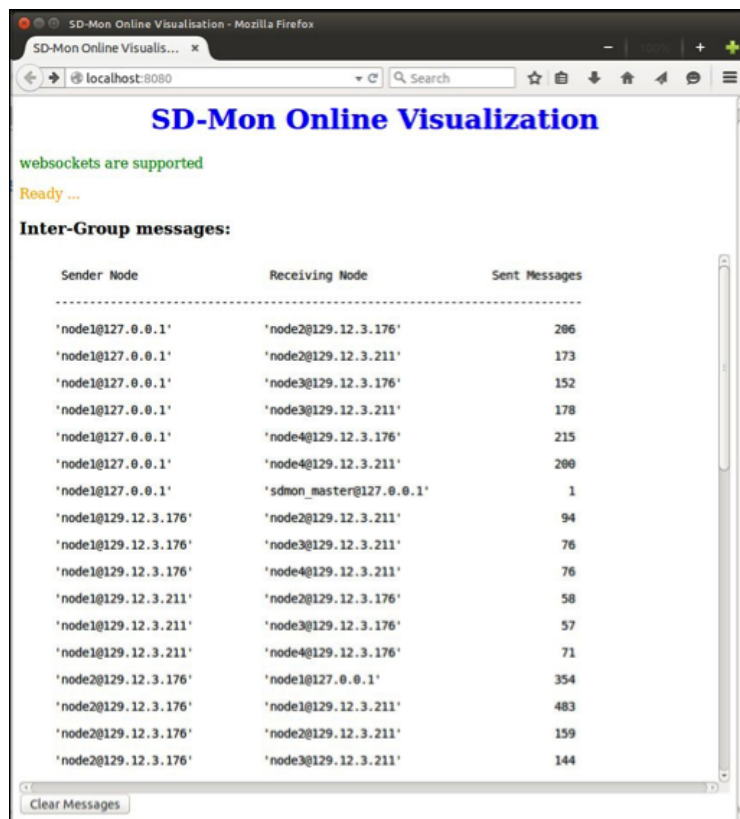 SD-Mon Online Visualisation - Mozilla Firefox
SD-Mon Online Visualis... ×
100%
localhost:8080 Search
SD-Mon Online Visualization
websockets are supported
Ready ...
Inter-Group messages:
Sender Node Receiving Node Sent Messages
--------------------------------------------------------------------------------
'node1@127.0.0.1' 'node2@129.12.3.176' 206
'node1@127.0.0.1' 'node2@129.12.3.211' 173
'node1@127.0.0.1' 'node3@129.12.3.176' 152
'node1@127.0.0.1' 'node3@129.12.3.211' 178
'node1@127.0.0.1' 'node4@129.12.3.176' 215
'node1@127.0.0.1' 'node4@129.12.3.211' 200
'node1@127.0.0.1' 'sdmon_master@127.0.0.1' 1
'node1@129.12.3.176' 'node2@129.12.3.211' 94
'node1@129.12.3.176' 'node3@129.12.3.211' 76
'node1@129.12.3.176' 'node4@129.12.3.211' 76
'node1@129.12.3.211' 'node2@129.12.3.176' 58
'node1@129.12.3.211' 'node3@129.12.3.176' 57
'node1@129.12.3.211' 'node4@129.12.3.176' 71
'node2@129.12.3.176' 'node1@127.0.0.1' 354
'node2@129.12.3.176' 'node1@129.12.3.211' 483
'node2@129.12.3.176' 'node2@129.12.3.211' 159
'node2@129.12.3.176' 'node3@129.12.3.211' 144
Clear Messages